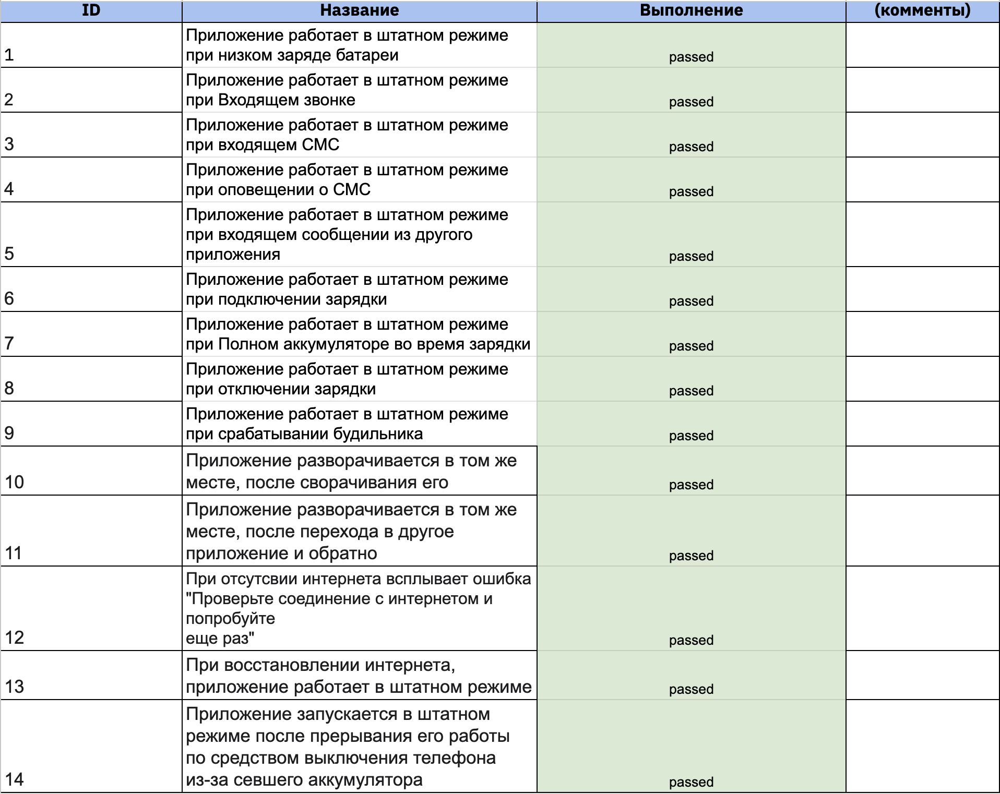 ID Название Выполнение (комменты)
Приложение работает в штатном режиме
1 при низком заряде батареи passed
Приложение работает в штатном режиме
2 при Входящем звонке passed
Приложение работает в штатном режиме
3 при входящем СМС passed
Приложение работает в штатном режиме
4 при оповещении о СМС passed
Приложение работает в штатном режиме
при входящем сообщении из другого
5 приложения passed
Приложение работает в штатном режиме
6 при подключении зарядки passed
Приложение работает в штатном режиме
7 при Полном аккумуляторе во время зарядки passed
Приложение работает в штатном режиме
8 при отключении зарядки passed
Приложение работает в штатном режиме
9 при срабатывании будильника passed
Приложение разворачивается в том же
10 месте, после сворачивания его passed
Приложение разворачивается в том же
месте, после перехода в другое
11 приложение и обратно passed
При отсутсвии интернета всплывает ошибка
"Проверьте соединение с интернетом и
попробуйте
12 еще раз" passed
При восстановлении интернета,
13 приложение работает в штатном режиме passed
Приложение запускается в штатном
режиме после прерывания его работы
по средством выключения телефона
14 из-за севшего аккумулятора passed